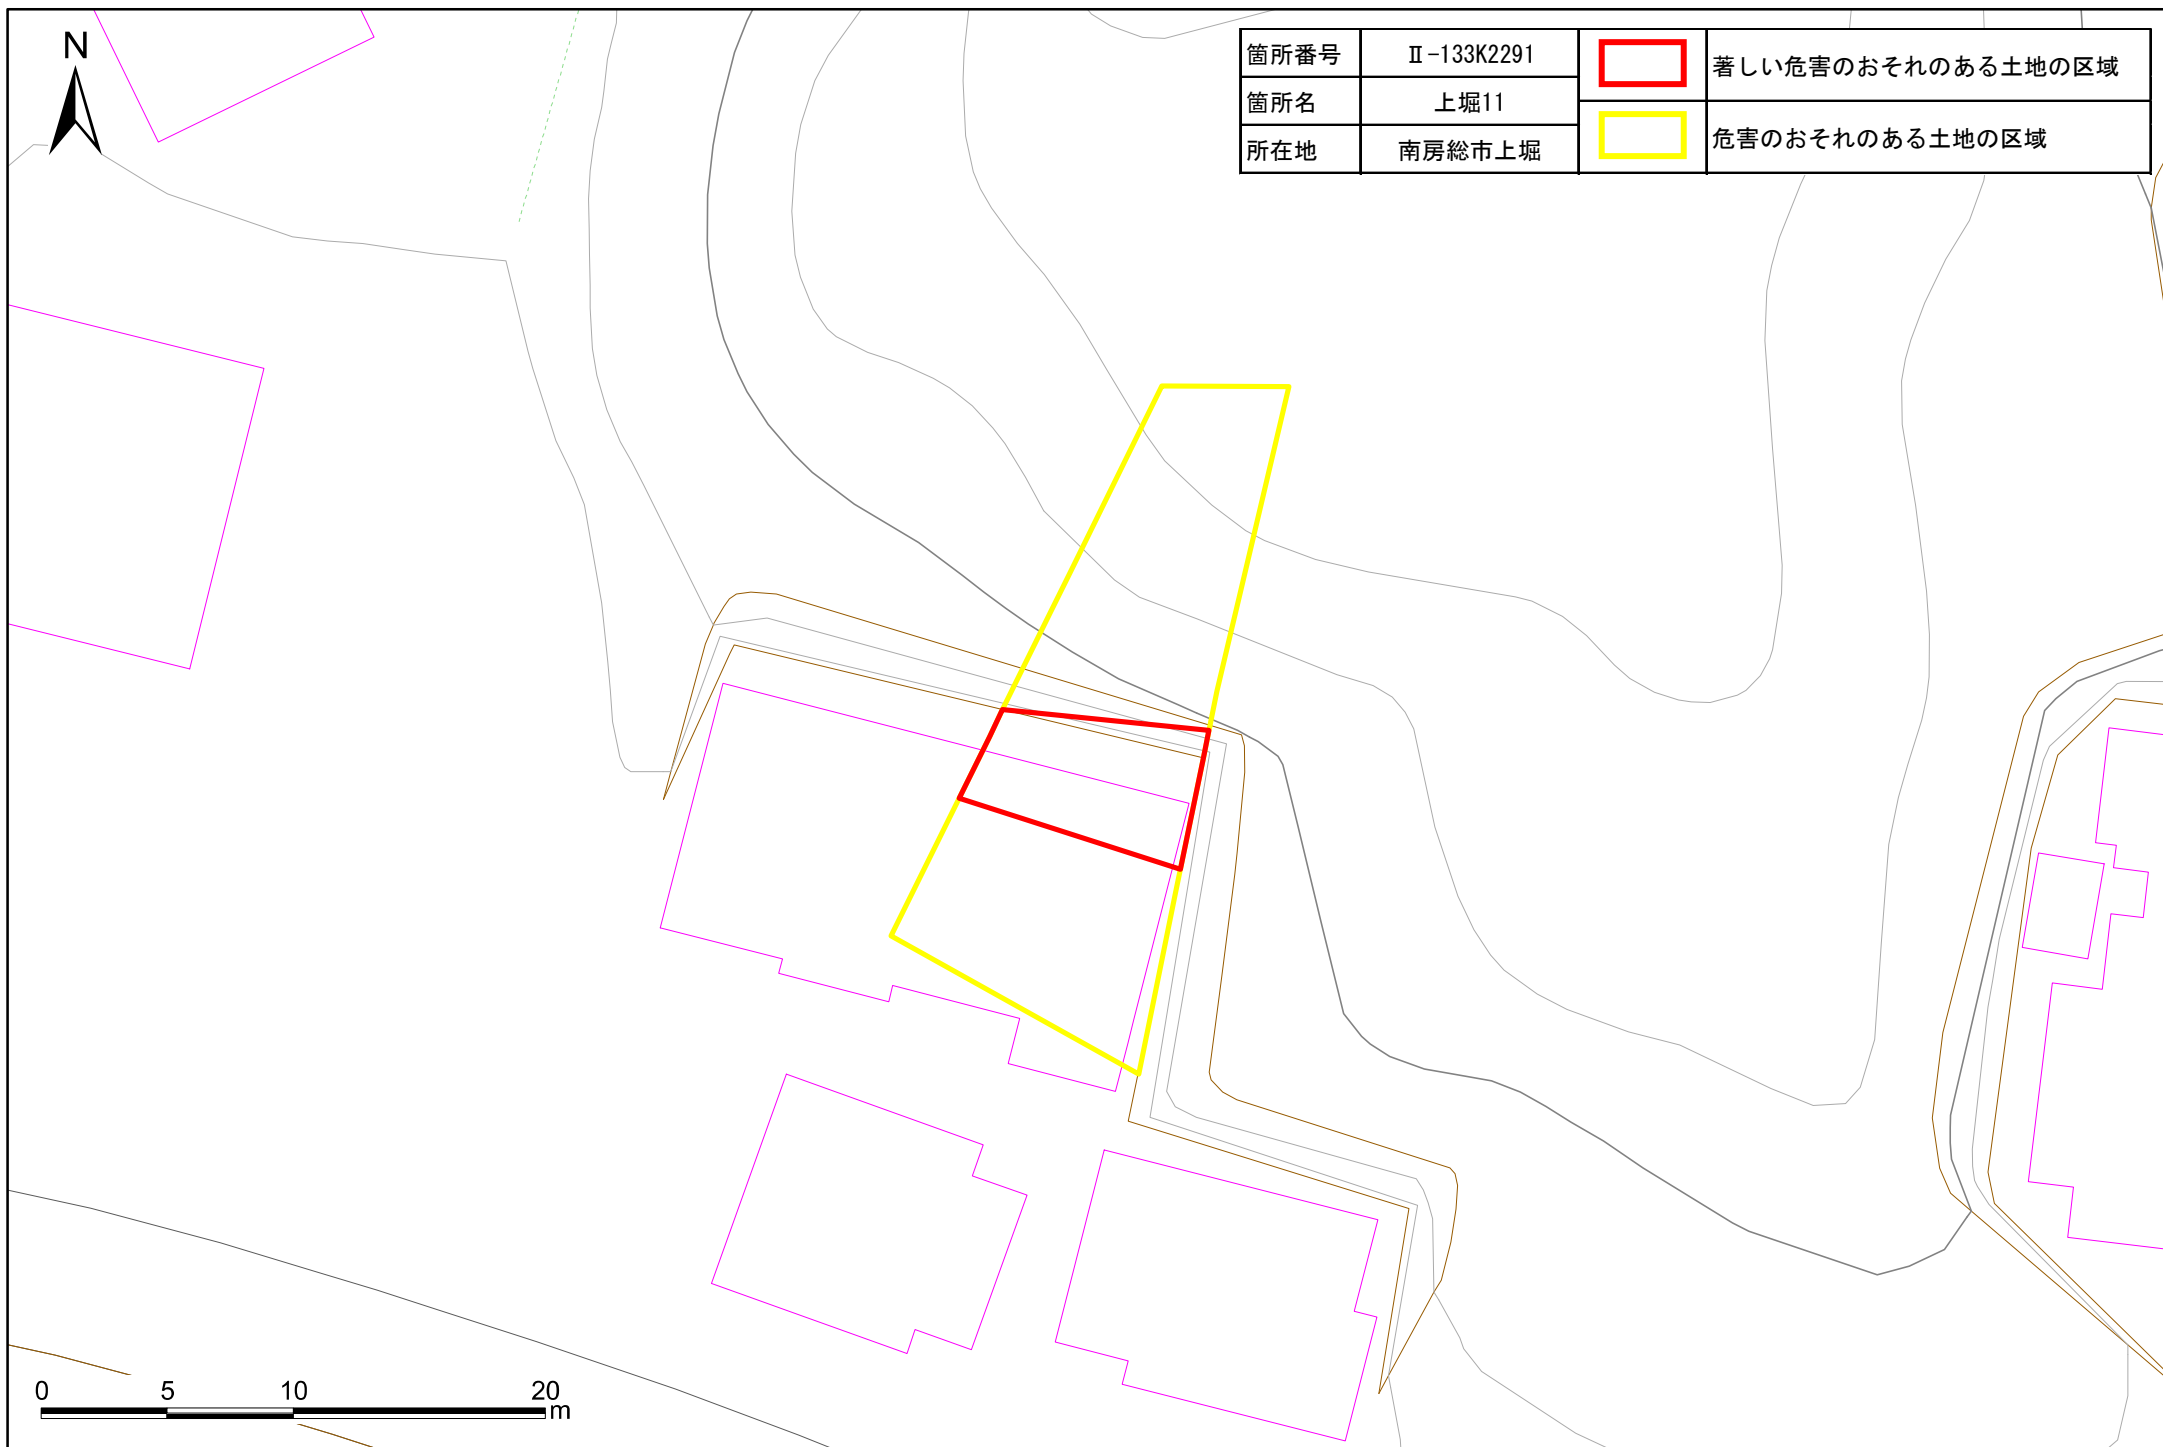 N
箇所番号 Ⅱ-133K2291 著しい危害のおそれのある土地の区域
箇所名 上堀11
所在地 南房総市上堀 危害のおそれのある土地の区域
0 5 10 20
m